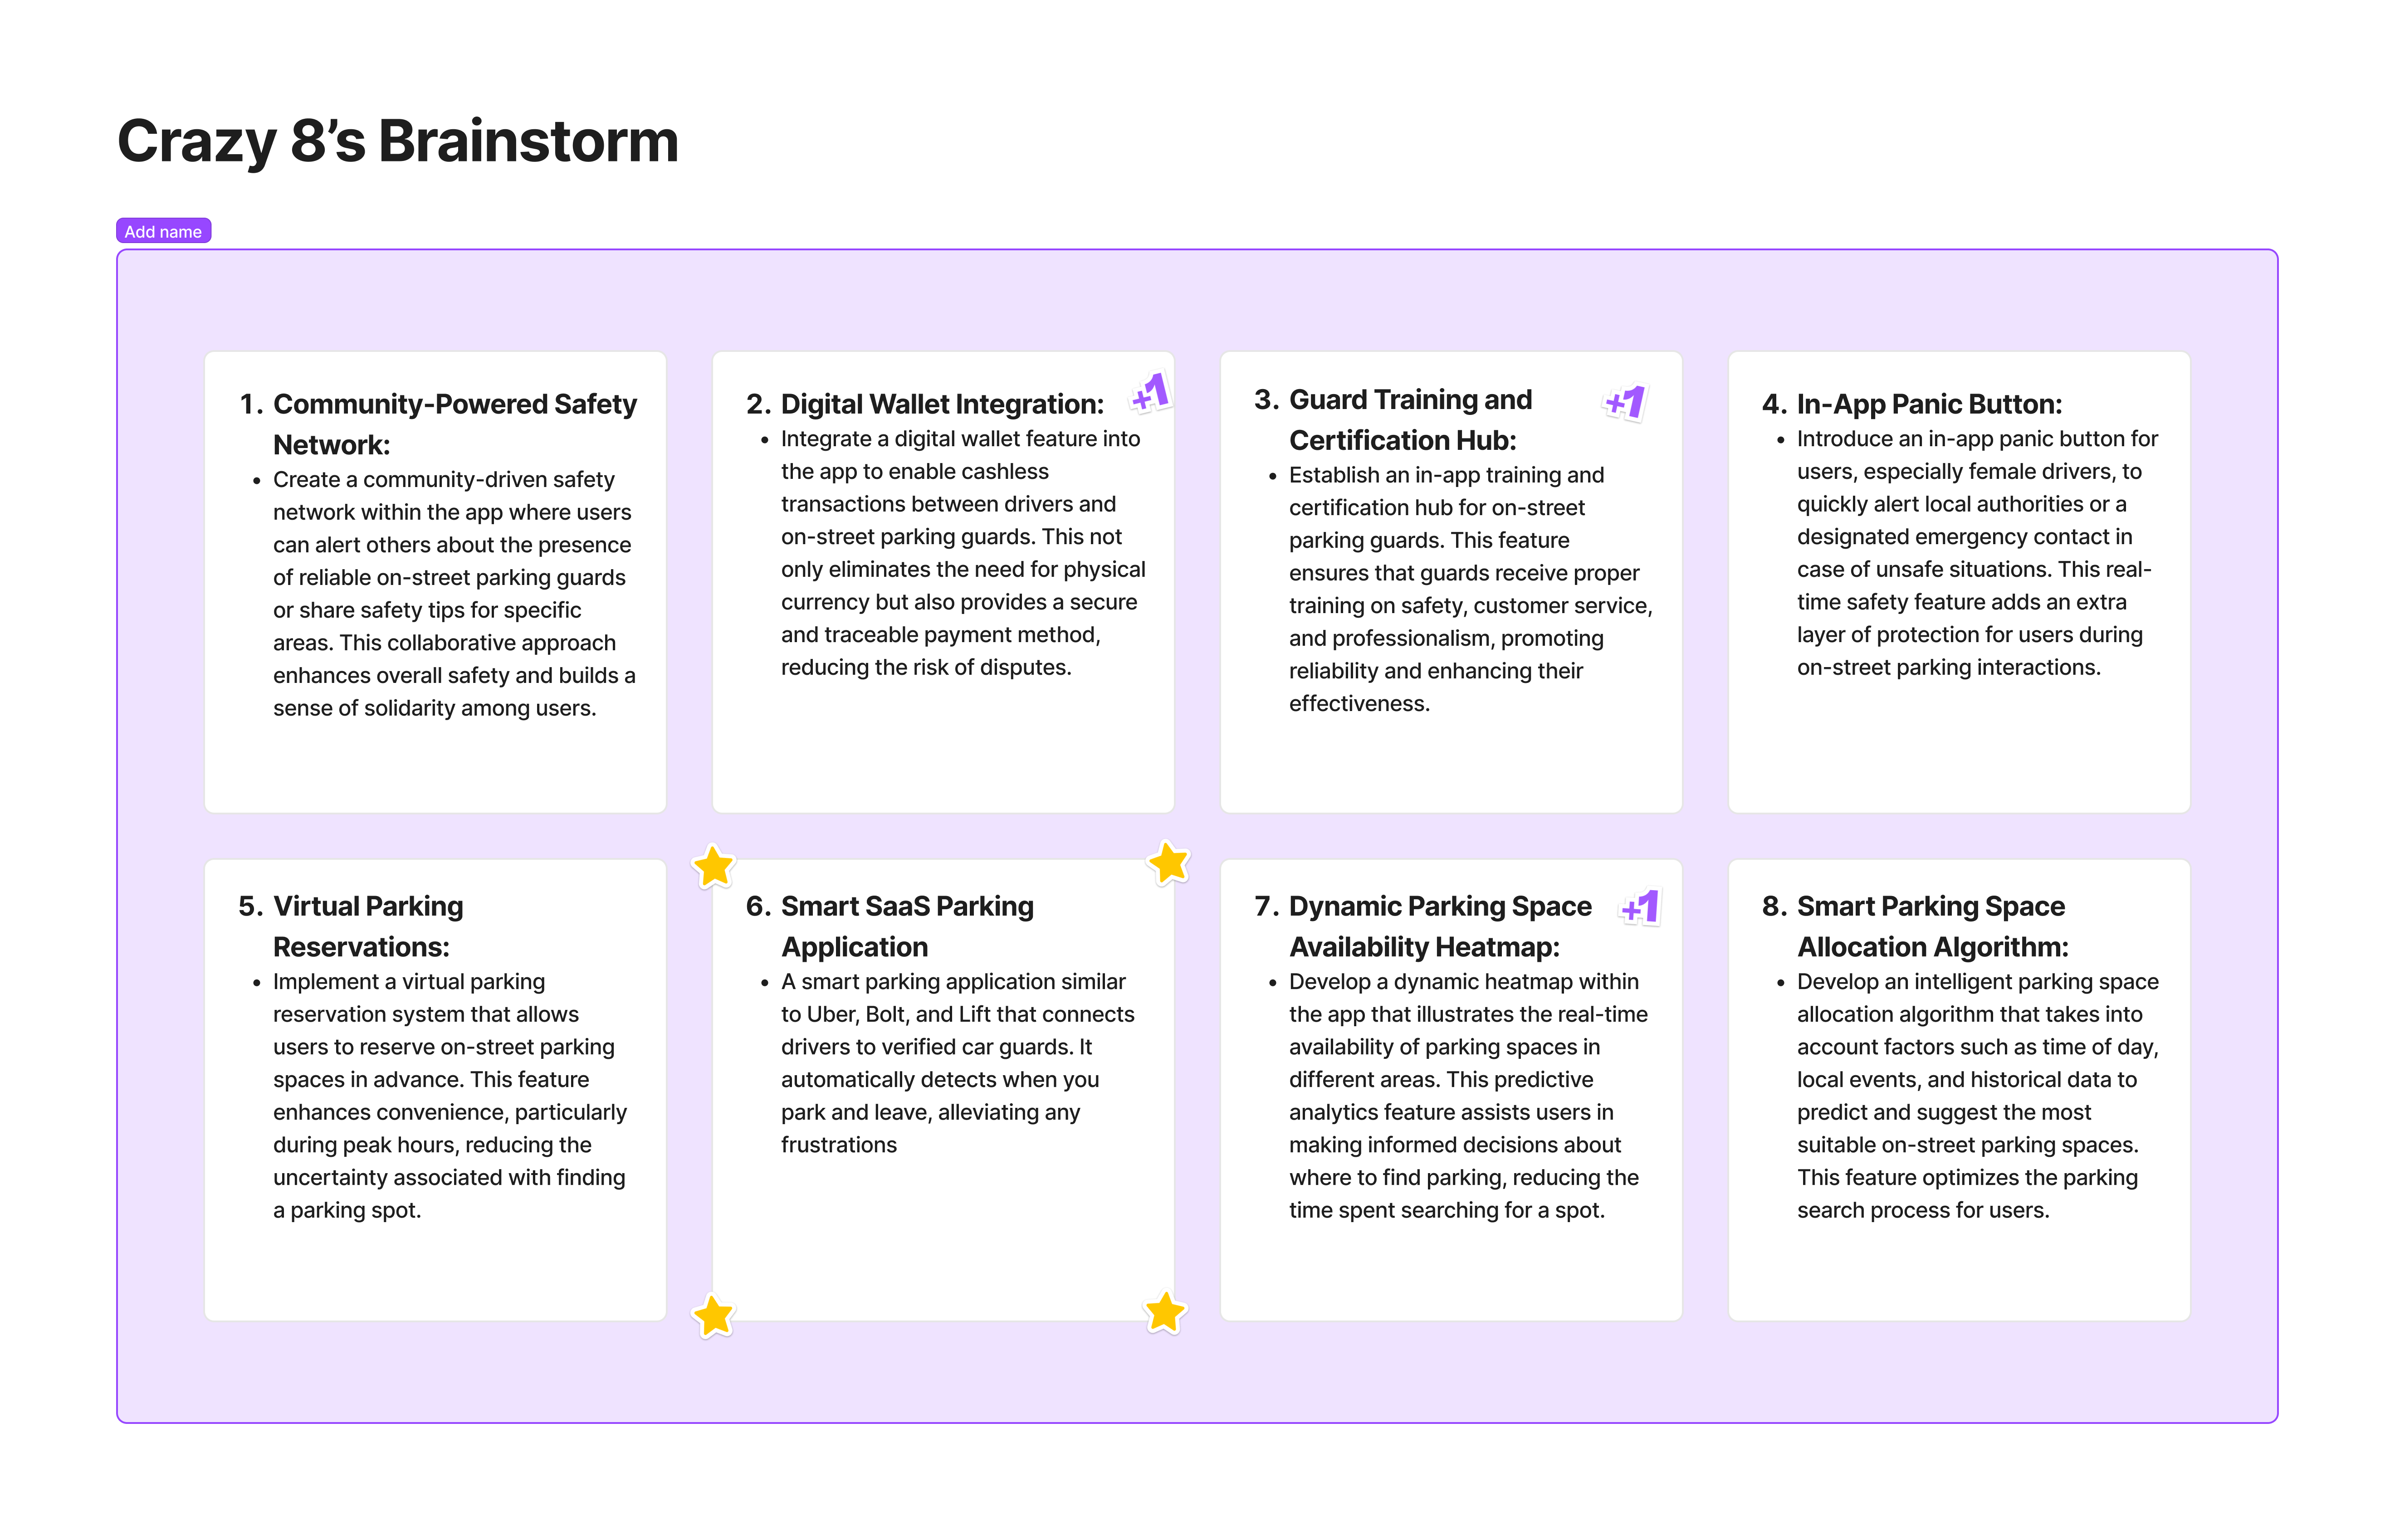 Crazy 8’s Brainstorm
Add name
1. Community-Powered Safety
Network:
• Create a community-driven safety
network within the app where users
can alert others about the presence
of reliable on-street parking guards
or share safety tips for specific
areas. This collaborative approach
enhances overall safety and builds a
sense of solidarity among users.
2. Digital Wallet Integration:
+1
• Integrate a digital wallet feature into
the app to enable cashless
transactions between drivers and
on-street parking guards. This not
only eliminates the need for physical
currency but also provides a secure
and traceable payment method,
reducing the risk of disputes.
3. Guard Training and
Certification Hub:
+1
• Establish an in-app training and
certification hub for on-street
parking guards. This feature
ensures that guards receive proper
training on safety, customer service,
and professionalism, promoting
reliability and enhancing their
effectiveness.
4. In-App Panic Button:
• Introduce an in-app panic button for
users, especially female drivers, to
quickly alert local authorities or a
designated emergency contact in
case of unsafe situations. This real-
time safety feature adds an extra
layer of protection for users during
on-street parking interactions.
5. Virtual Parking
Reservations:
• Implement a virtual parking
reservation system that allows
users to reserve on-street parking
spaces in advance. This feature
enhances convenience, particularly
during peak hours, reducing the
uncertainty associated with finding
a parking spot.
6. Smart SaaS Parking
Application
• A smart parking application similar
to Uber, Bolt, and Lift that connects
drivers to verified car guards. It
automatically detects when you
park and leave, alleviating any
frustrations
7. Dynamic Parking Space
Availability Heatmap:
+1
• Develop a dynamic heatmap within
the app that illustrates the real-time
availability of parking spaces in
different areas. This predictive
analytics feature assists users in
making informed decisions about
where to find parking, reducing the
time spent searching for a spot.
8. Smart Parking Space
Allocation Algorithm:
• Develop an intelligent parking space
allocation algorithm that takes into
account factors such as time of day,
local events, and historical data to
predict and suggest the most
suitable on-street parking spaces.
This feature optimizes the parking
search process for users.